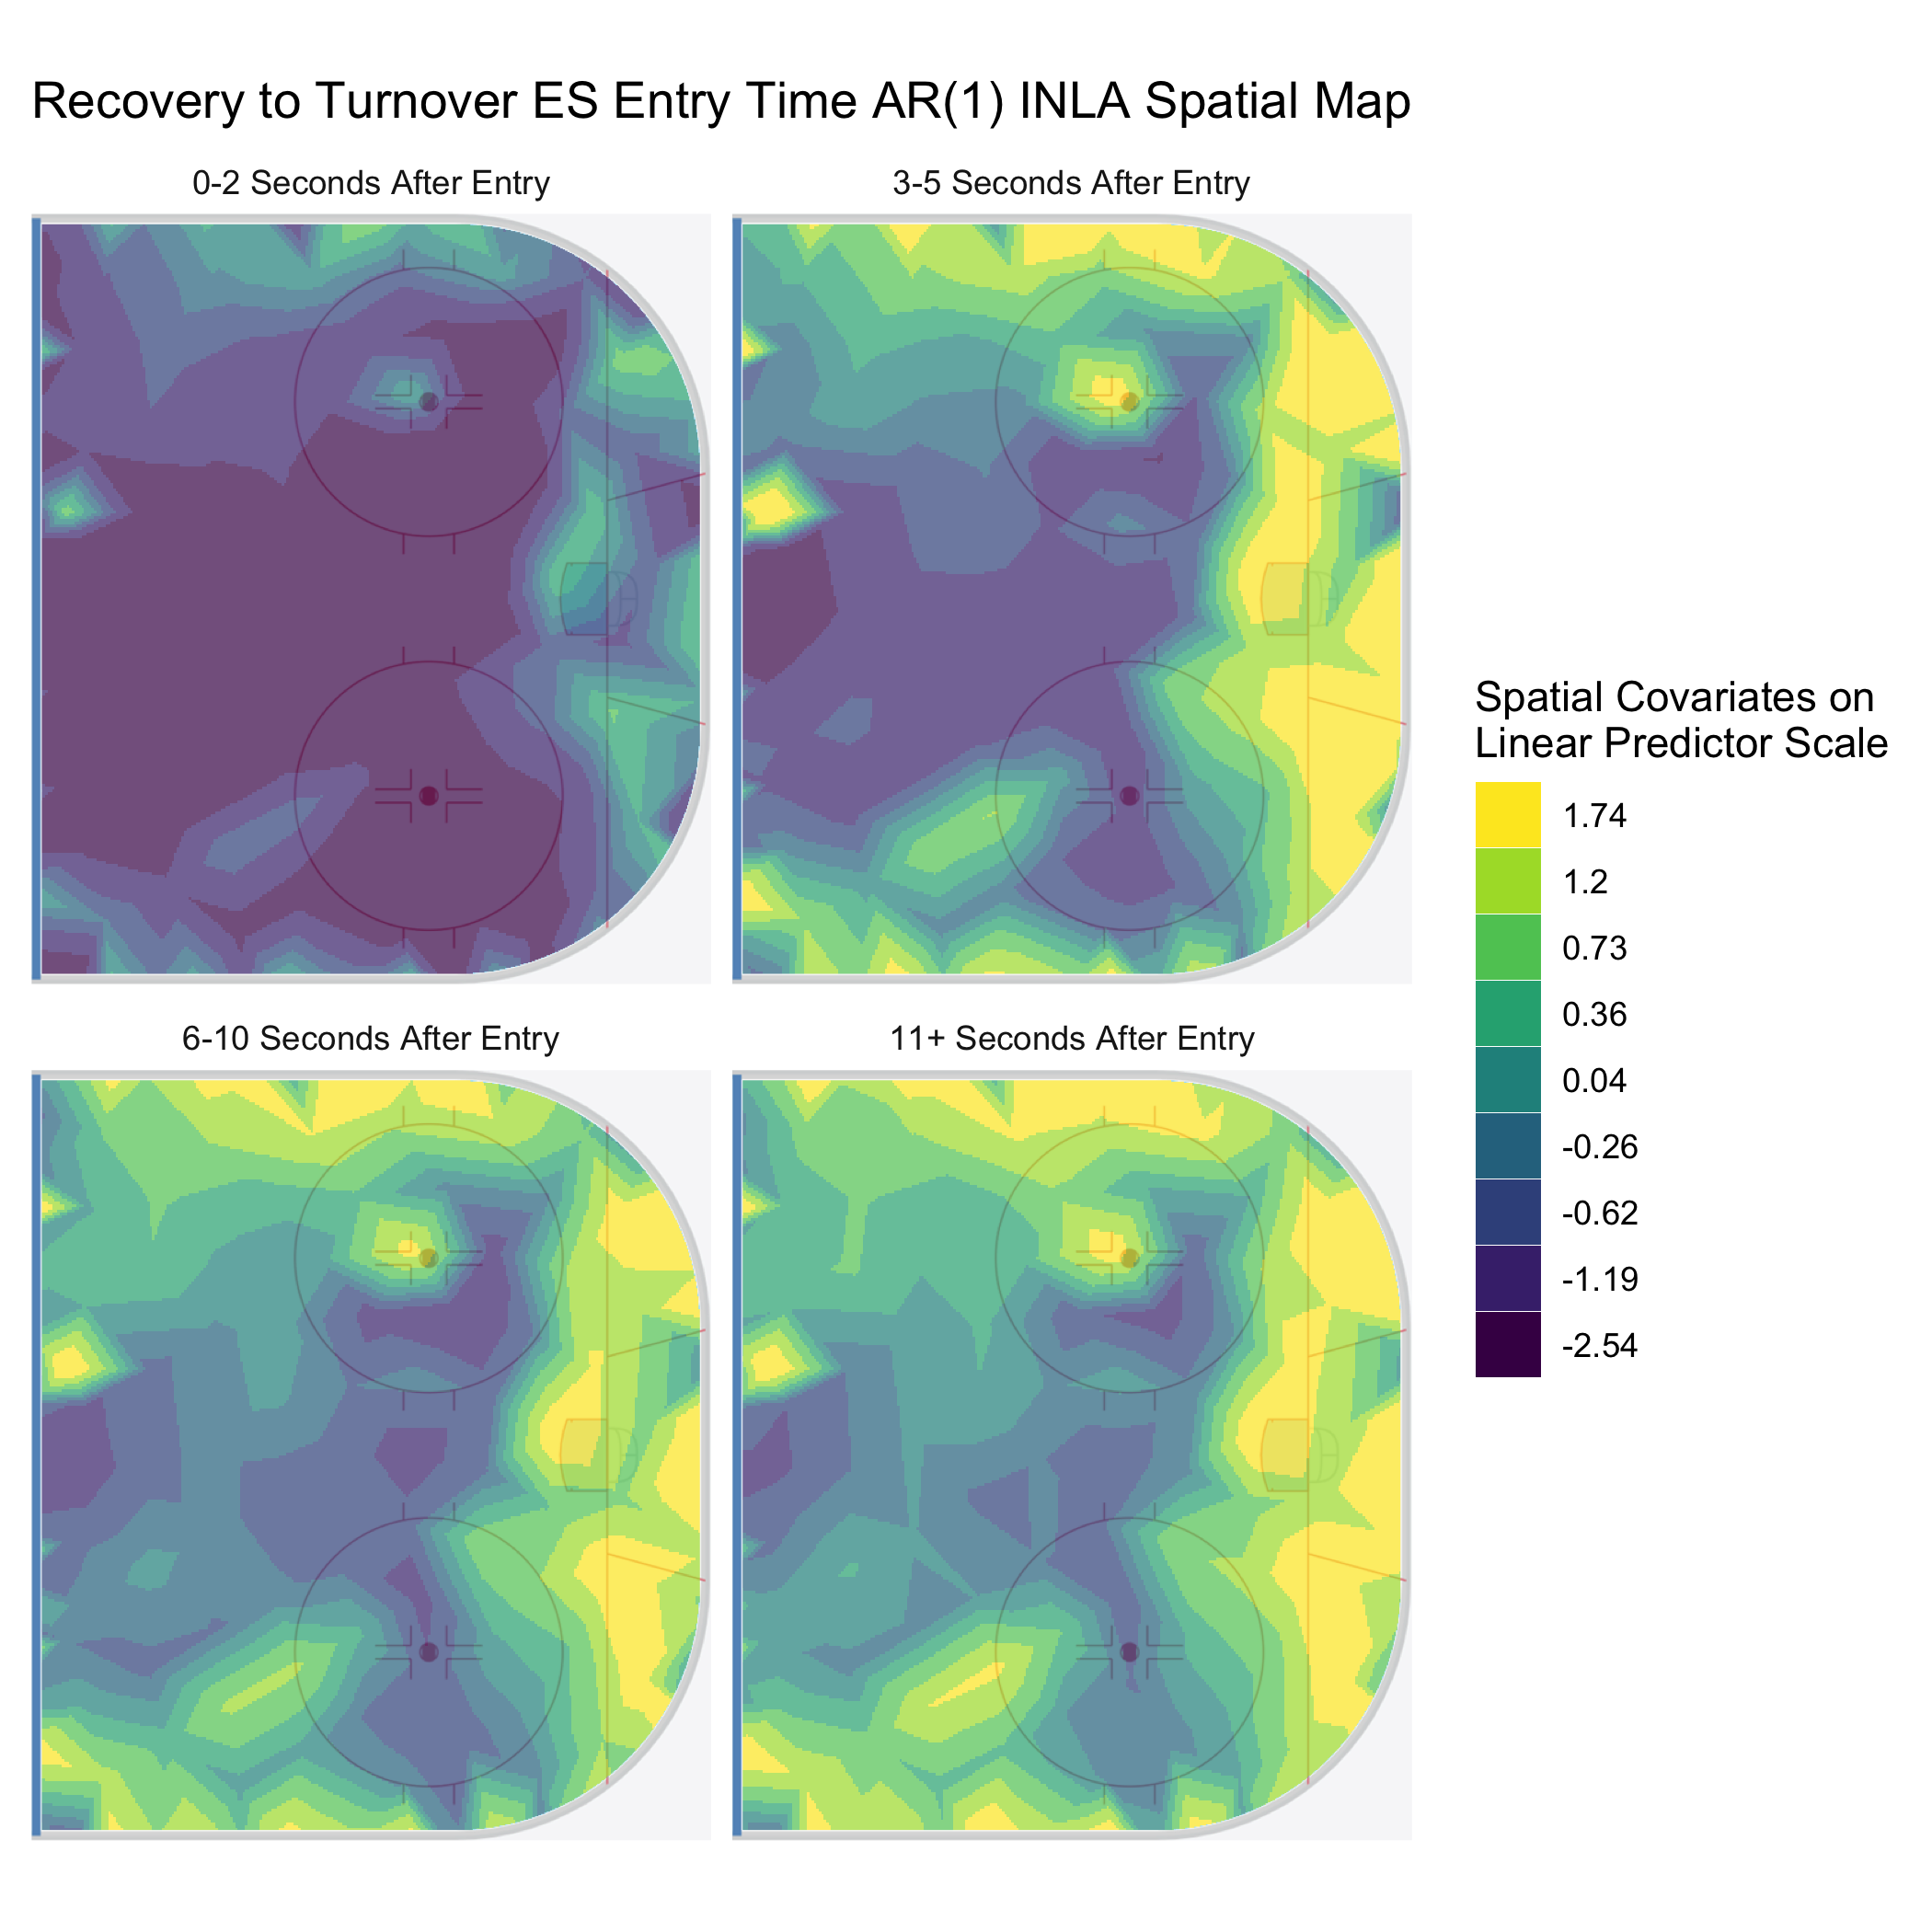 Recovery to Turnover ES Entry Time AR(1) INLA Spatial Map
0-2 Seconds After Entry
3-5 Seconds After Entry
6-10 Seconds After Entry
11+ Seconds After Entry
Spatial Covariates on
Linear Predictor Scale
1.74
1.2
0.73
0.36
0.04
-0.26
-0.62
-1.19
-2.54